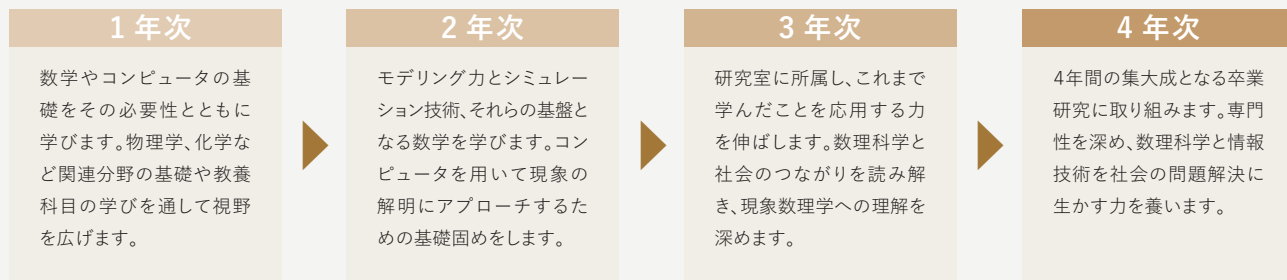 1 年次
数学やコンピュータの基
礎をその必要性とともに
学びます。物理学、化学な
ど関連分野の基礎や教養
科目の学びを通して視野
を広げます。
2 年次
モデリング力とシミュレー
ション技術、それらの基盤と
なる数学を学びます。コン
ピュータを用いて現象の
解明にアプローチするた
めの基礎固めをします。
3 年次
研究室に所属し、これまで
学んだことを応用する力
を伸ばします。数理科学と
社会のつながりを読み解
き、現象数理学への理解を
深めます。
4 年次
4年間の集大成となる卒業
研究に取り組みます。専門
性を深め、数理科学と情報
技術を社会の問題解決に
生かす力を養います。